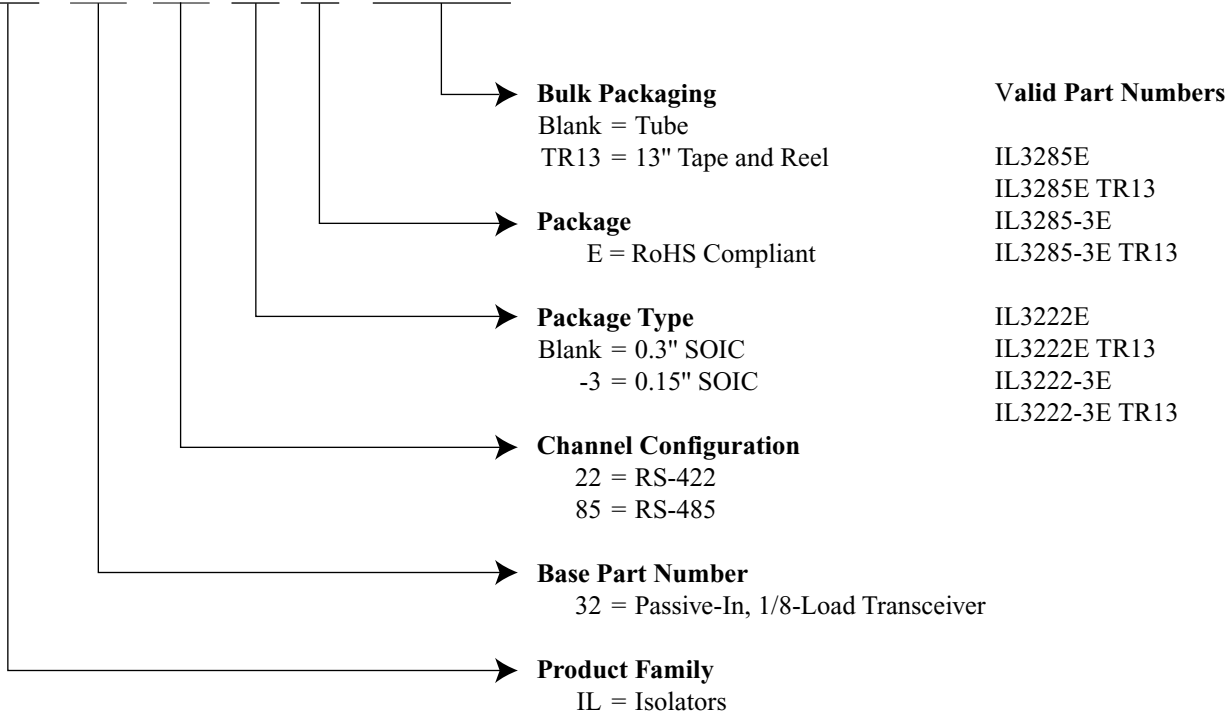 Bulk Packaging
Blank = Tube
TR13 = 13" Tape and Reel
Package
E = RoHS Compliant
Package Type
Blank = 0.3" SOIC
-3 = 0.15" SOIC
Channel Configuration
22 = RS-422
85 = RS-485
Base Part Number
32 = Passive-In, 1/8-Load Transceiver
Product Family
IL = Isolators
Valid Part Numbers
IL3285E
IL3285E TR13
IL3285-3E
IL3285-3E TR13
IL3222E
IL3222E TR13
IL3222-3E
IL3222-3E TR13